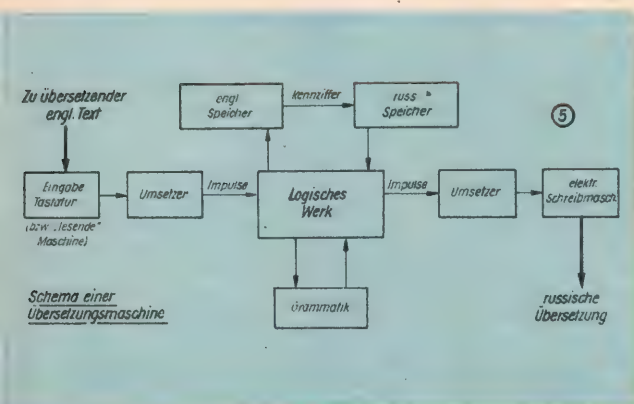 Zu übersetzender
engl. Text
engl.
Speicher
Kennziffer
russ.
Speicher
5
Eingabe
Tastatur
(bzw. „lesende“
Maschine)
Umsetzer
Impulse
Logisches
Werk
Impulse
Umsetzer
elektr.
Schreibmasch.
Grammatik
Schema einer
Übersetzungsmaschine
russische
Übersetzung